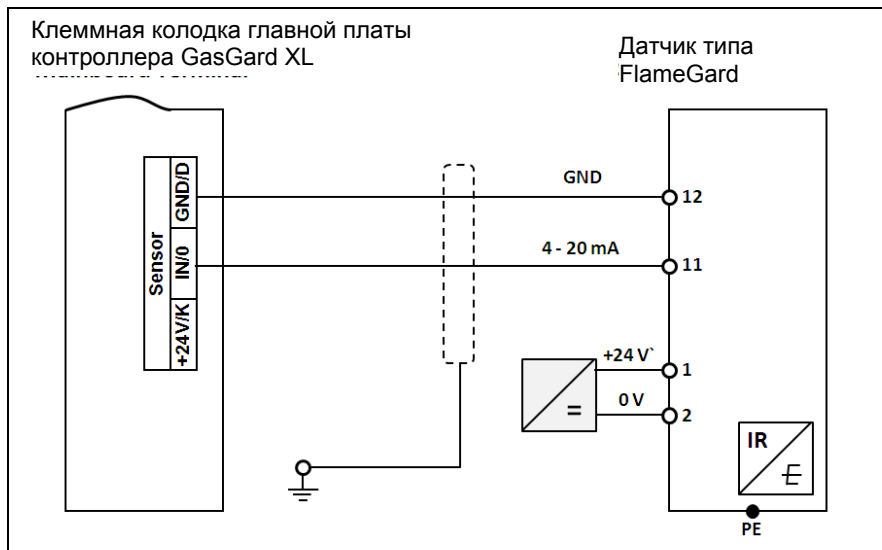 Клеммная колодка главной платы
контроллера GasGard XL
Датчик типа
FlameGard
Sensor
GND/D
IN/0
+24V/K
GND
12
4 - 20 mA
11
+24 V`
1
0 V
2
=
IR
E
PE